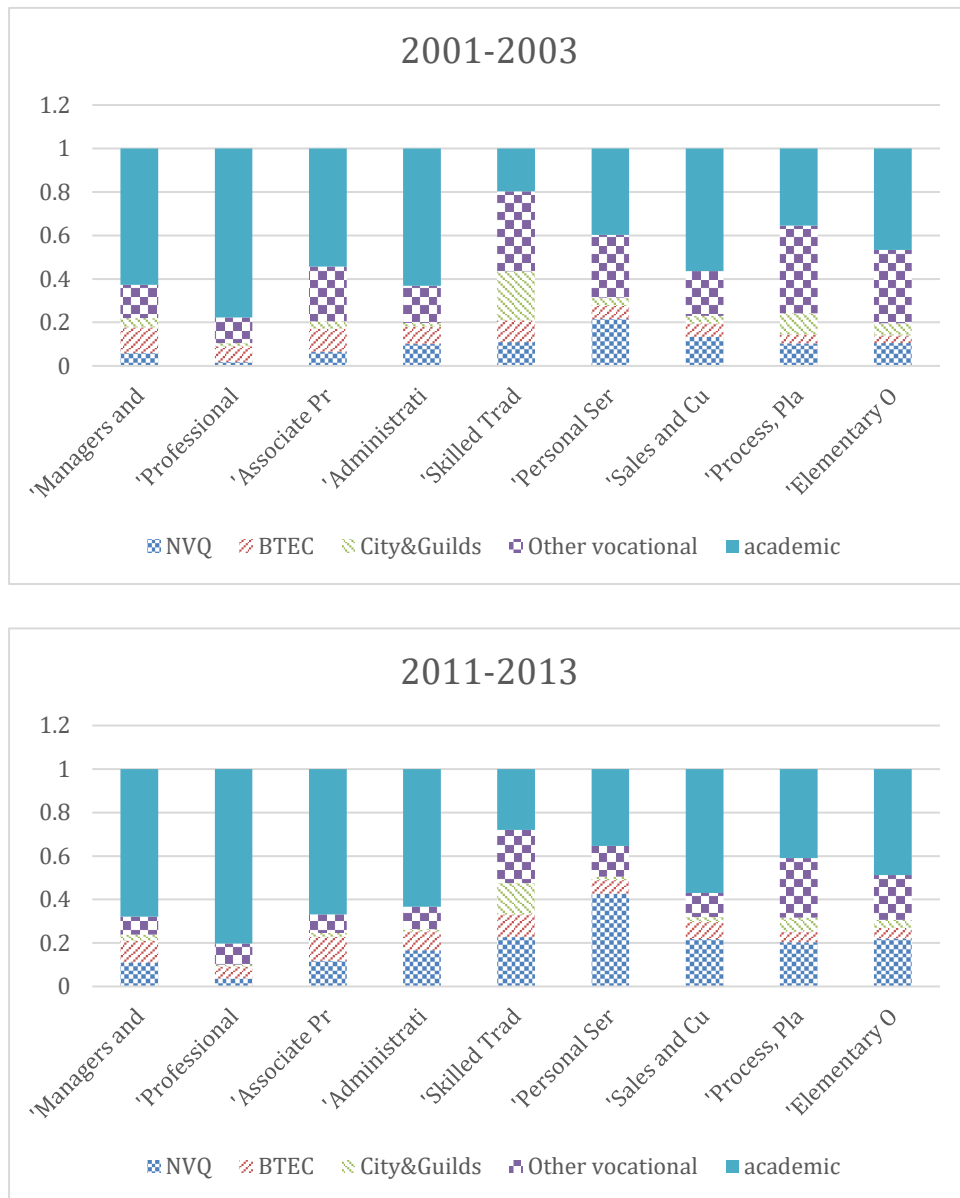 2001-2003
1.2
1
0.8
0.6
0.4
0.2
0
'Managers and
'Professional
'Associate Pr
'Administrati
'Skilled Trad
'Personal Ser
'Sales and Cu
'Process, Pla
'Elementary O
NVQ BTEC City&Guilds Other vocational academic
2011-2013
1.2
1
0.8
0.6
0.4
0.2
0
'Managers and
'Professional
'Associate Pr
'Administrati
'Skilled Trad
'Personal Ser
'Sales and Cu
'Process, Pla
'Elementary O
NVQ BTEC City&Guilds Other vocational academic